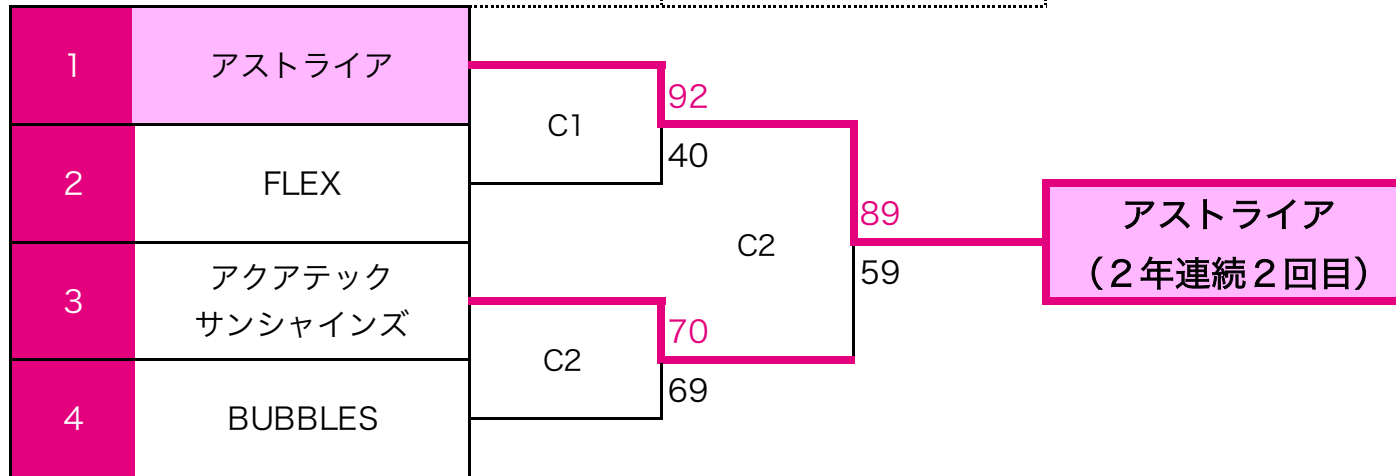 1
アストライア
92
C1
40
2
FLEX
89
アストライア
C2
59
（２年連続２回目）
3
アクアテック
サンシャインズ
70
C2
69
4
BUBBLES